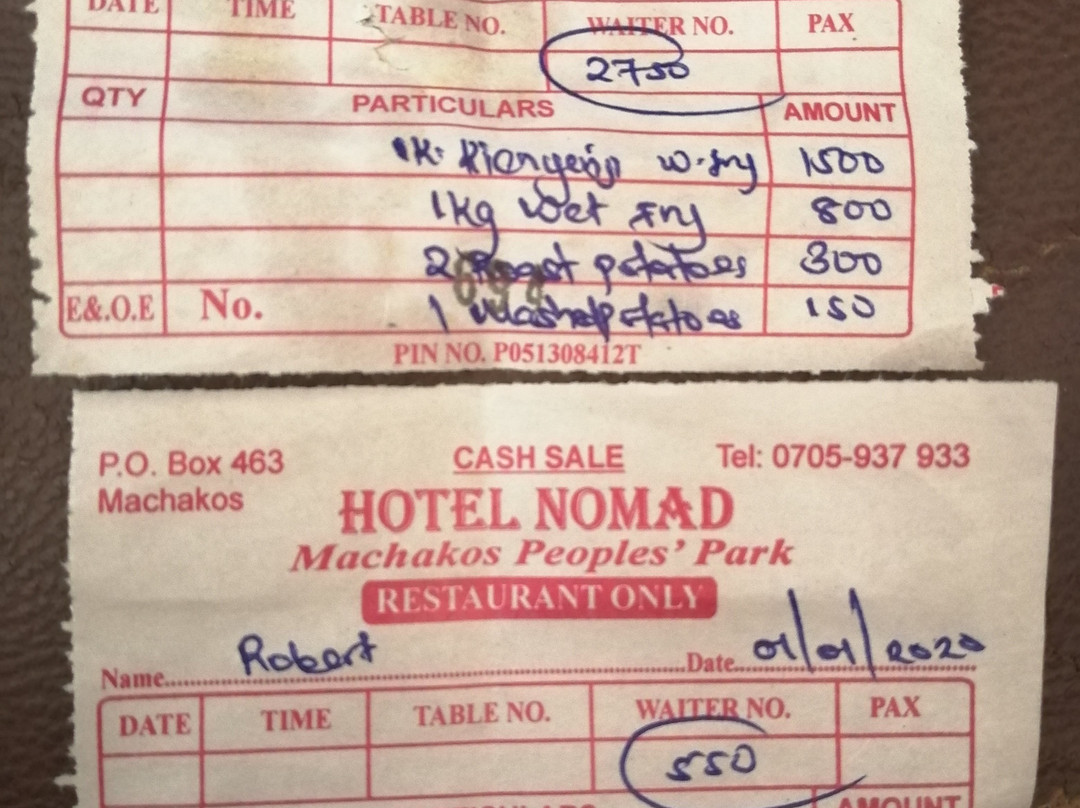 DATE TIME TABLE NO. WAITER NO. PAX
2750
QTY PARTICULARS AMOUNT
1K. Kienyeji w.fry 1500
1kg wet fry 800
2 Roast potatoes 300
E&.O.E No. 1 Mashed potatoes 150
PIN NO. P051308412T
P.O. Box 463 CASH SALE Tel: 0705-937 933
Machakos
HOTEL NOMAD
Machakos Peoples' Park
RESTAURANT ONLY
Name Robert Date 01/01/2020
DATE TIME TABLE NO. WAITER NO. PAX
550
AMOUNT